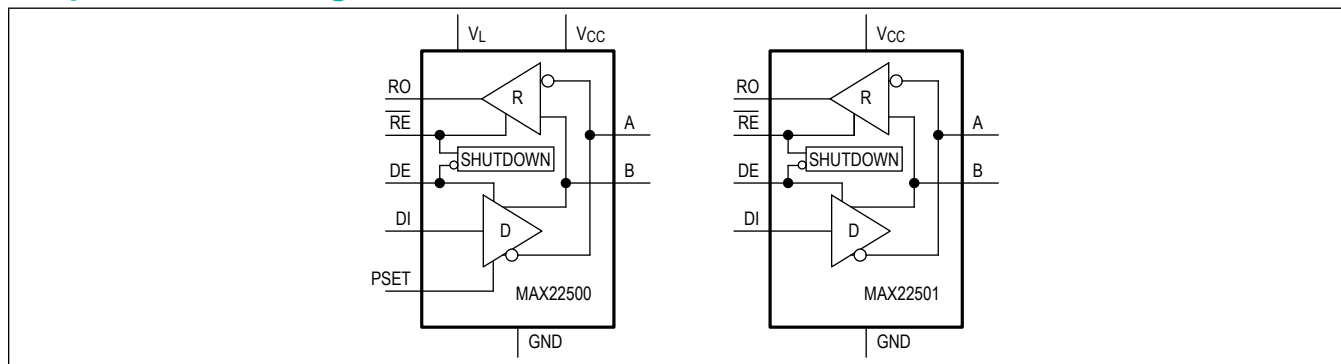 VL VCC
RO
R
RE
A
SHUTDOWN
DE
B
DI
D
PSET
MAX22500
GND
VCC
RO
R
RE
A
SHUTDOWN
DE
B
DI
D
MAX22501
GND